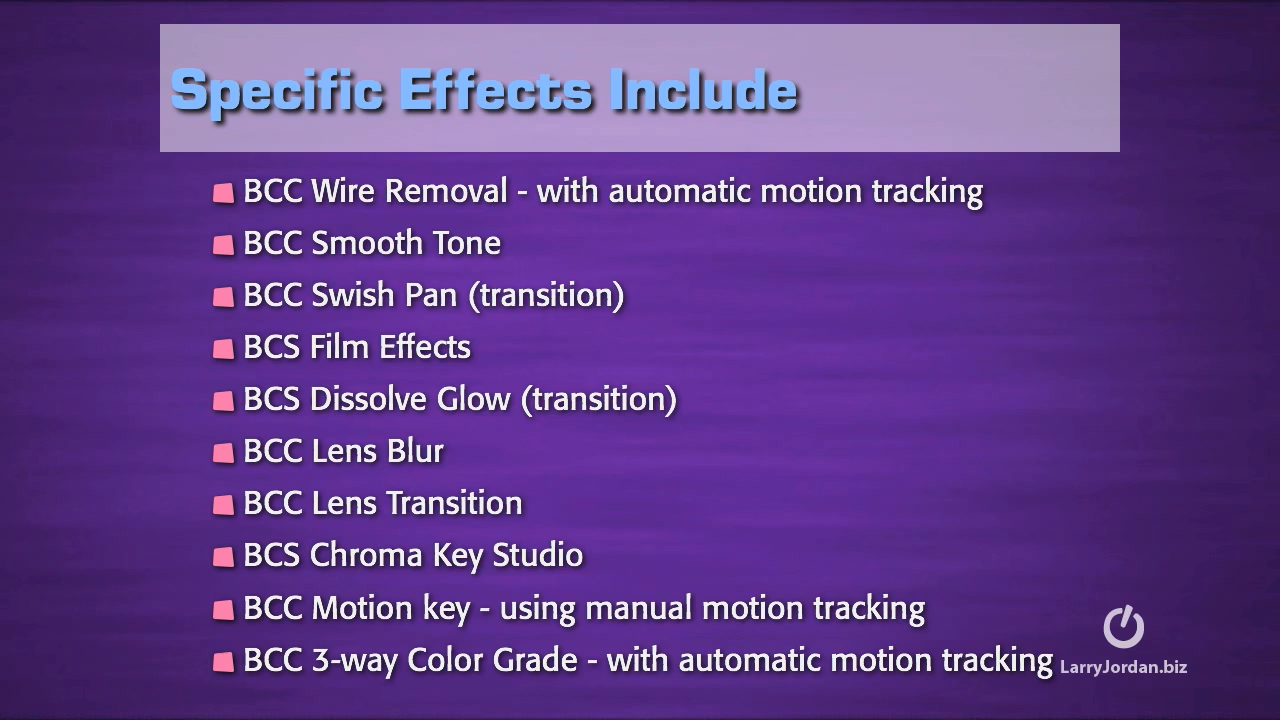 Specific Effects Include
BCC Wire Removal - with automatic motion tracking
BCC Smooth Tone
BCC Swish Pan (transition)
BCS Film Effects
BCS Dissolve Glow (transition)
BCC Lens Blur
BCC Lens Transition
BCS Chroma Key Studio
BCC Motion key - using manual motion tracking
BCC 3-way Color Grade - with automatic motion tracking
LarryJordan.biz